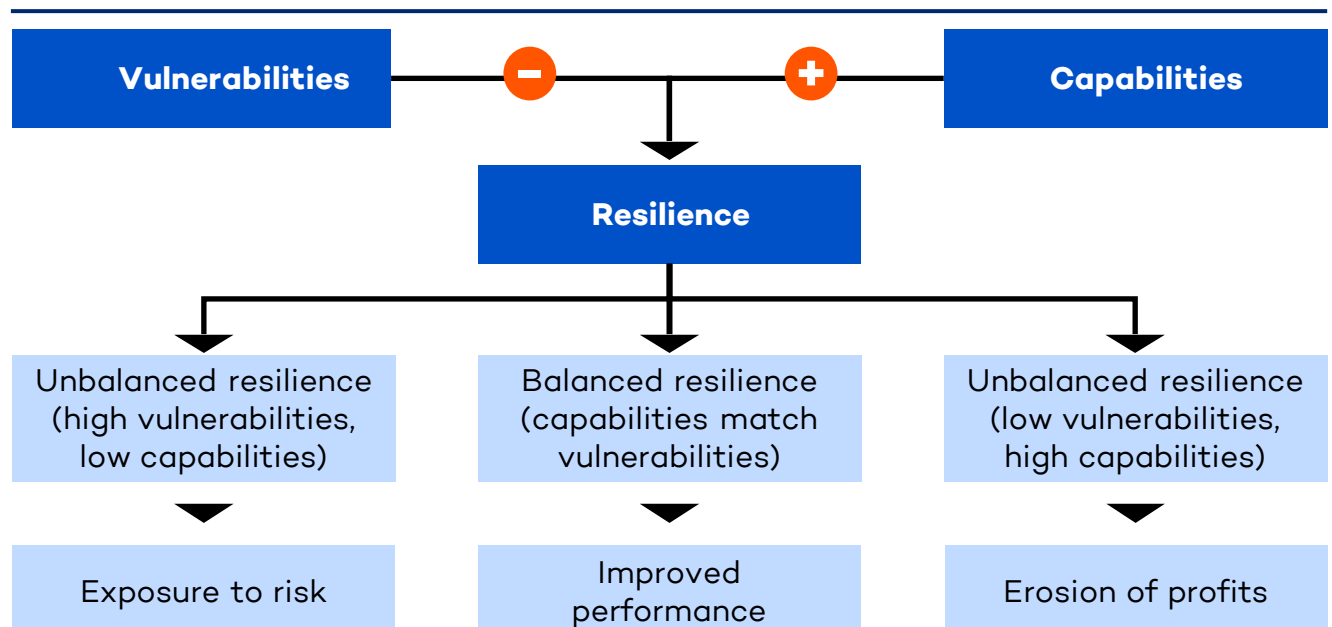 Vulnerabilities
Capabilities
Resilience
Unbalanced resilience
(high vulnerabilities,
low capabilities)
Balanced resilience
(capabilities match
vulnerabilities)
Unbalanced resilience
(low vulnerabilities,
high capabilities)
Exposure to risk
Improved
performance
Erosion of profits